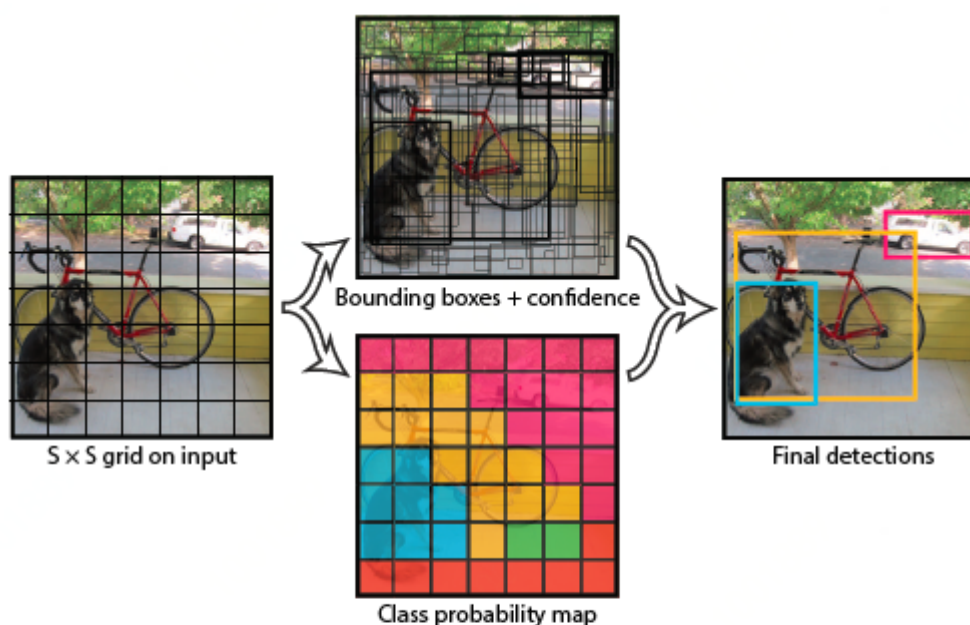 Bounding boxes + confidence
S × S grid on input
Final detections
Class probability map